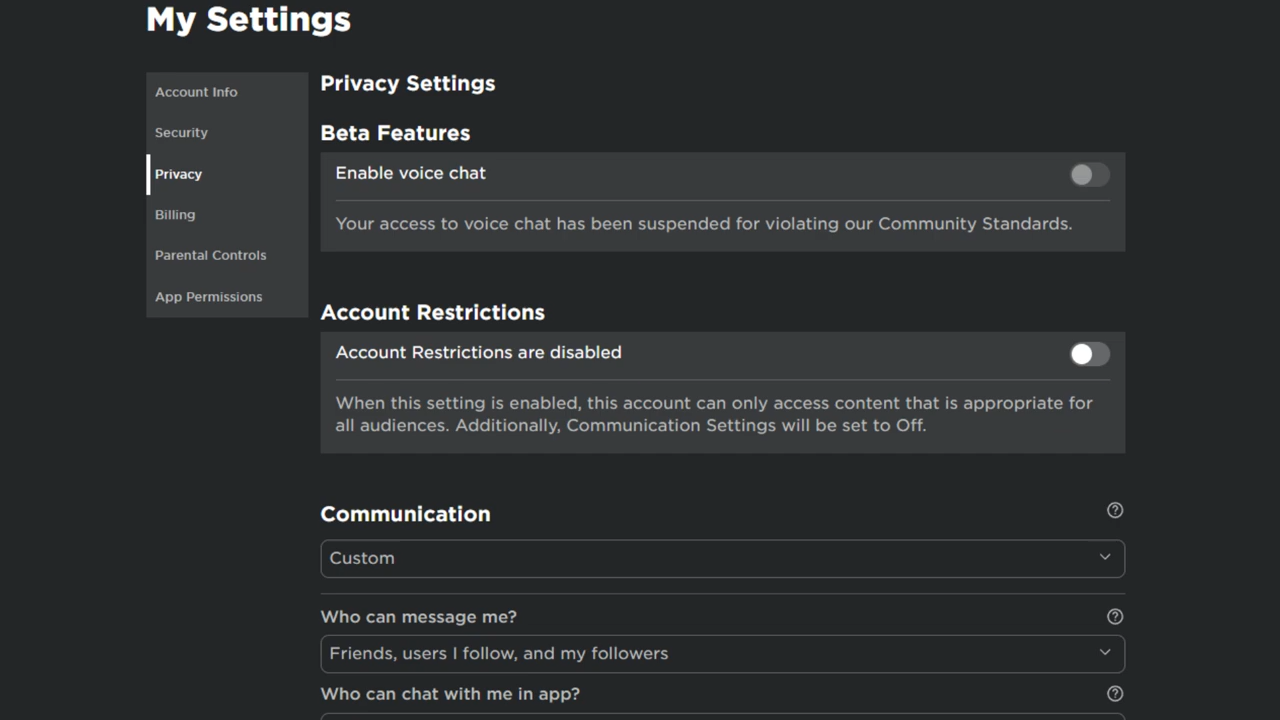 My Settings
Account Info
Security
Privacy
Billing
Parental Controls
App Permissions
Privacy Settings
Beta Features
Enable voice chat
Your access to voice chat has been suspended for violating our Community Standards.
Account Restrictions
Account Restrictions are disabled
When this setting is enabled, this account can only access content that is appropriate for
all audiences. Additionally, Communication Settings will be set to Off.
Communication
Custom
Who can message me?
Friends, users I follow, and my followers
Who can chat with me in app?